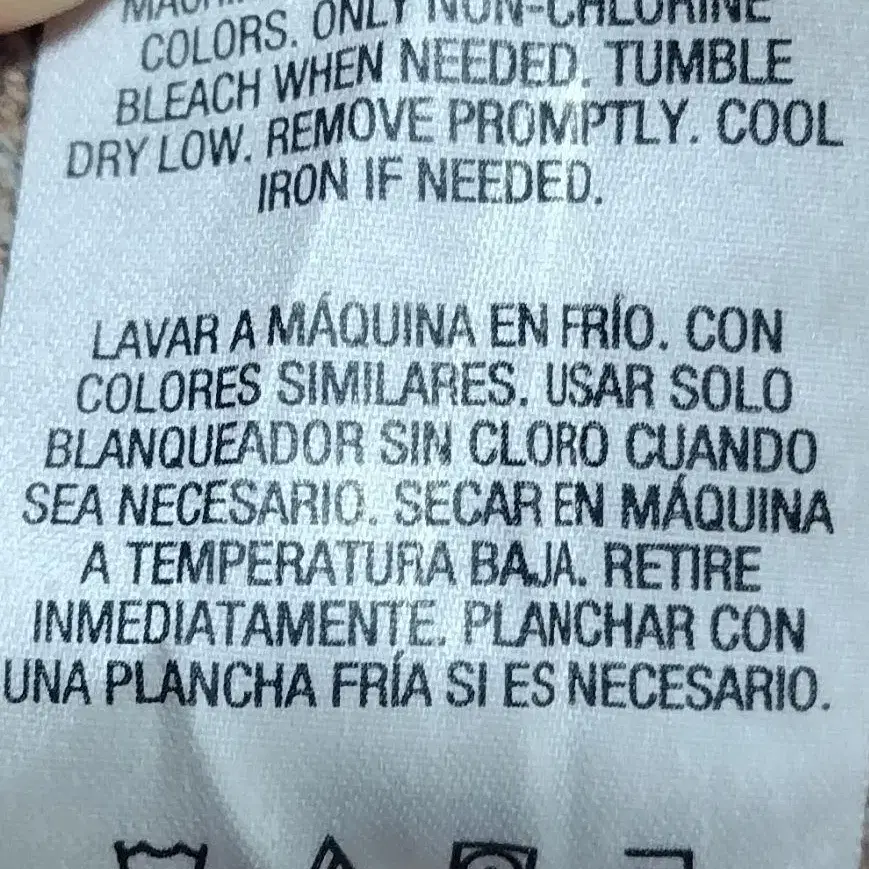 COLORS. ONLY NON-CHLORINE
BLEACH WHEN NEEDED. TUMBLE
DRY LOW. REMOVE PROMPTLY. COOL
IRON IF NEEDED.
LAVAR A MÁQUINA EN FRÍO. CON
COLORES SIMILARES. USAR SOLO
BLANQUEADOR SIN CLORO CUANDO
SEA NECESARIO. SECAR EN MÁQUINA
A TEMPERATURA BAJA. RETIRE
INMEDIATAMENTE. PLANCHAR CON
UNA PLANCHA FRÍA SI ES NECESARIO.